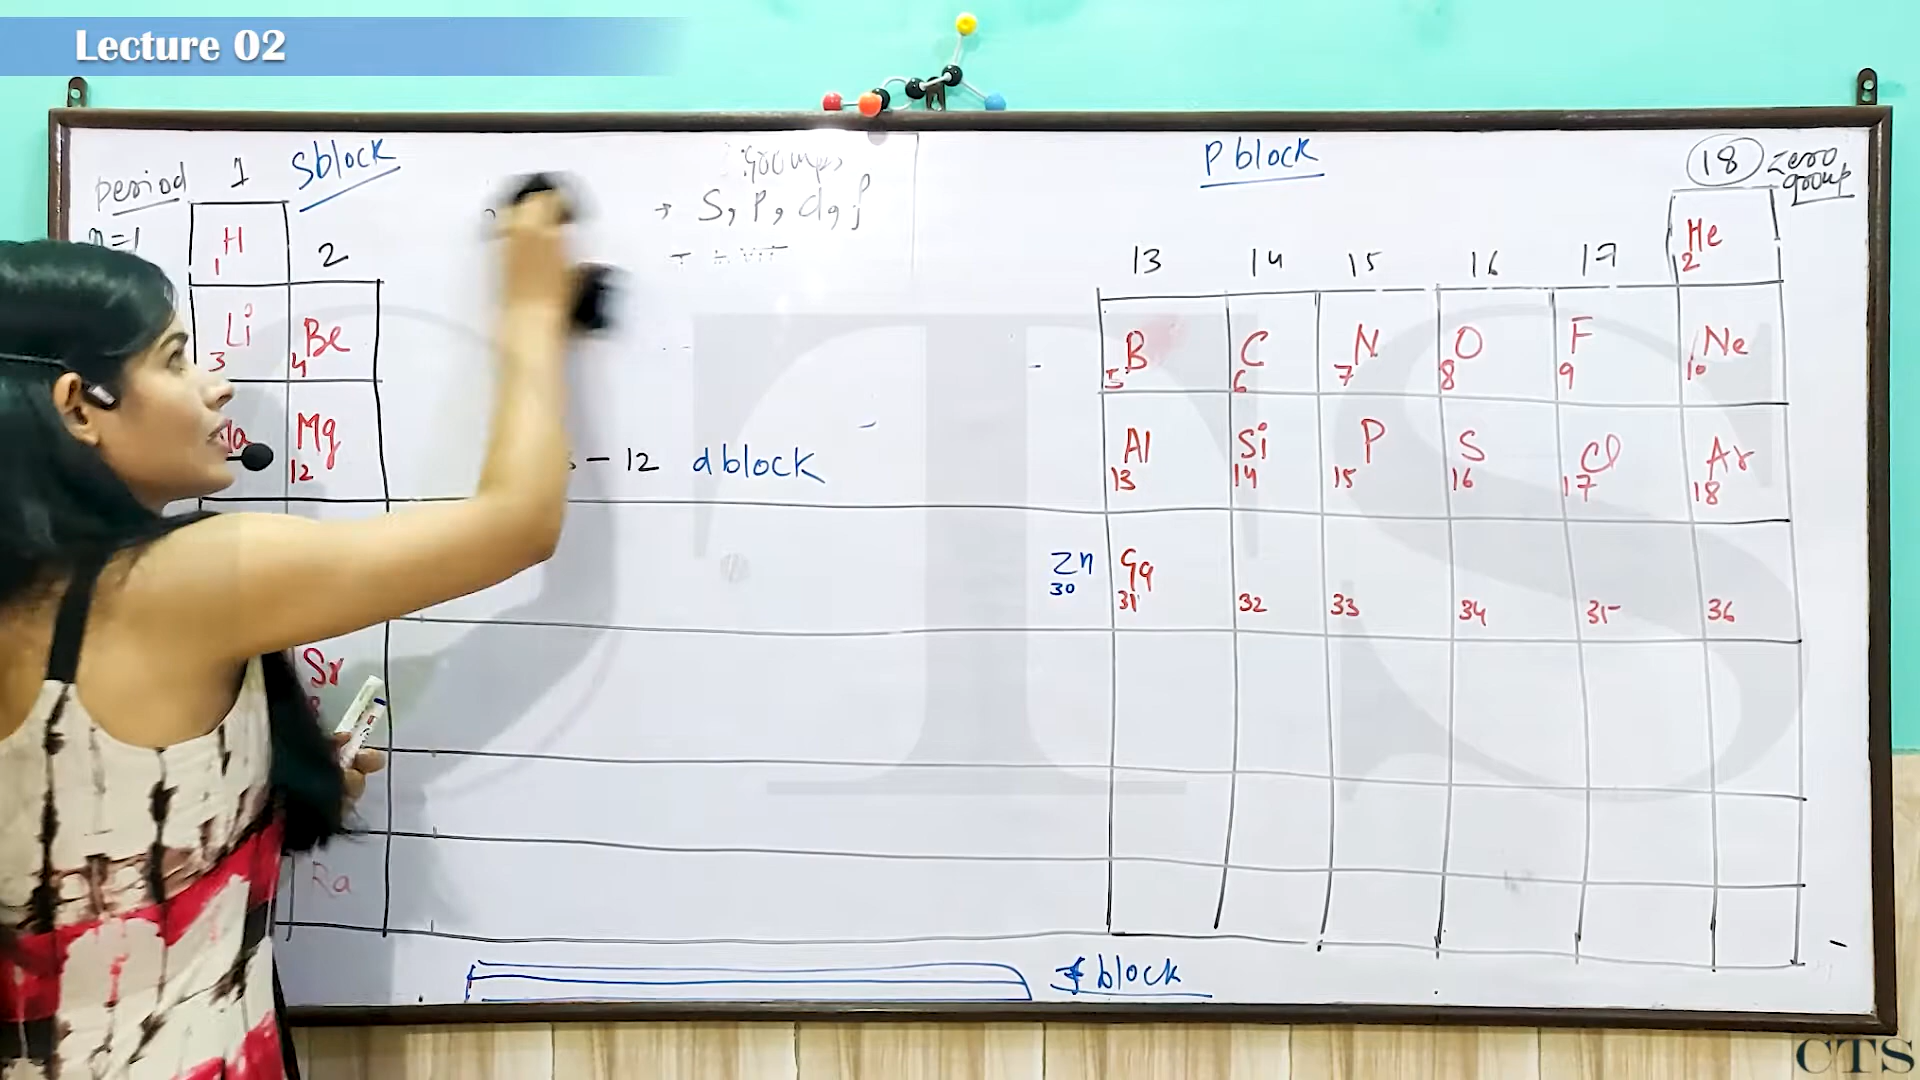 Lecture 02
period 1 S block
groups,
→ S, P, d, f
P block
18 zero group
n=1
H 1
2
13 14 15 16 17
He 2
Li 3
Be 4
B 5
C 6
N 7
O 8
F 9
Ne 10
Mg 12
- 12 d block
Al 13
Si 14
P 15
S 16
Cl 17
Ar 18
Zn 30
Ga 31
32
33
34
35
36
Sr
Ra
f block
CTS